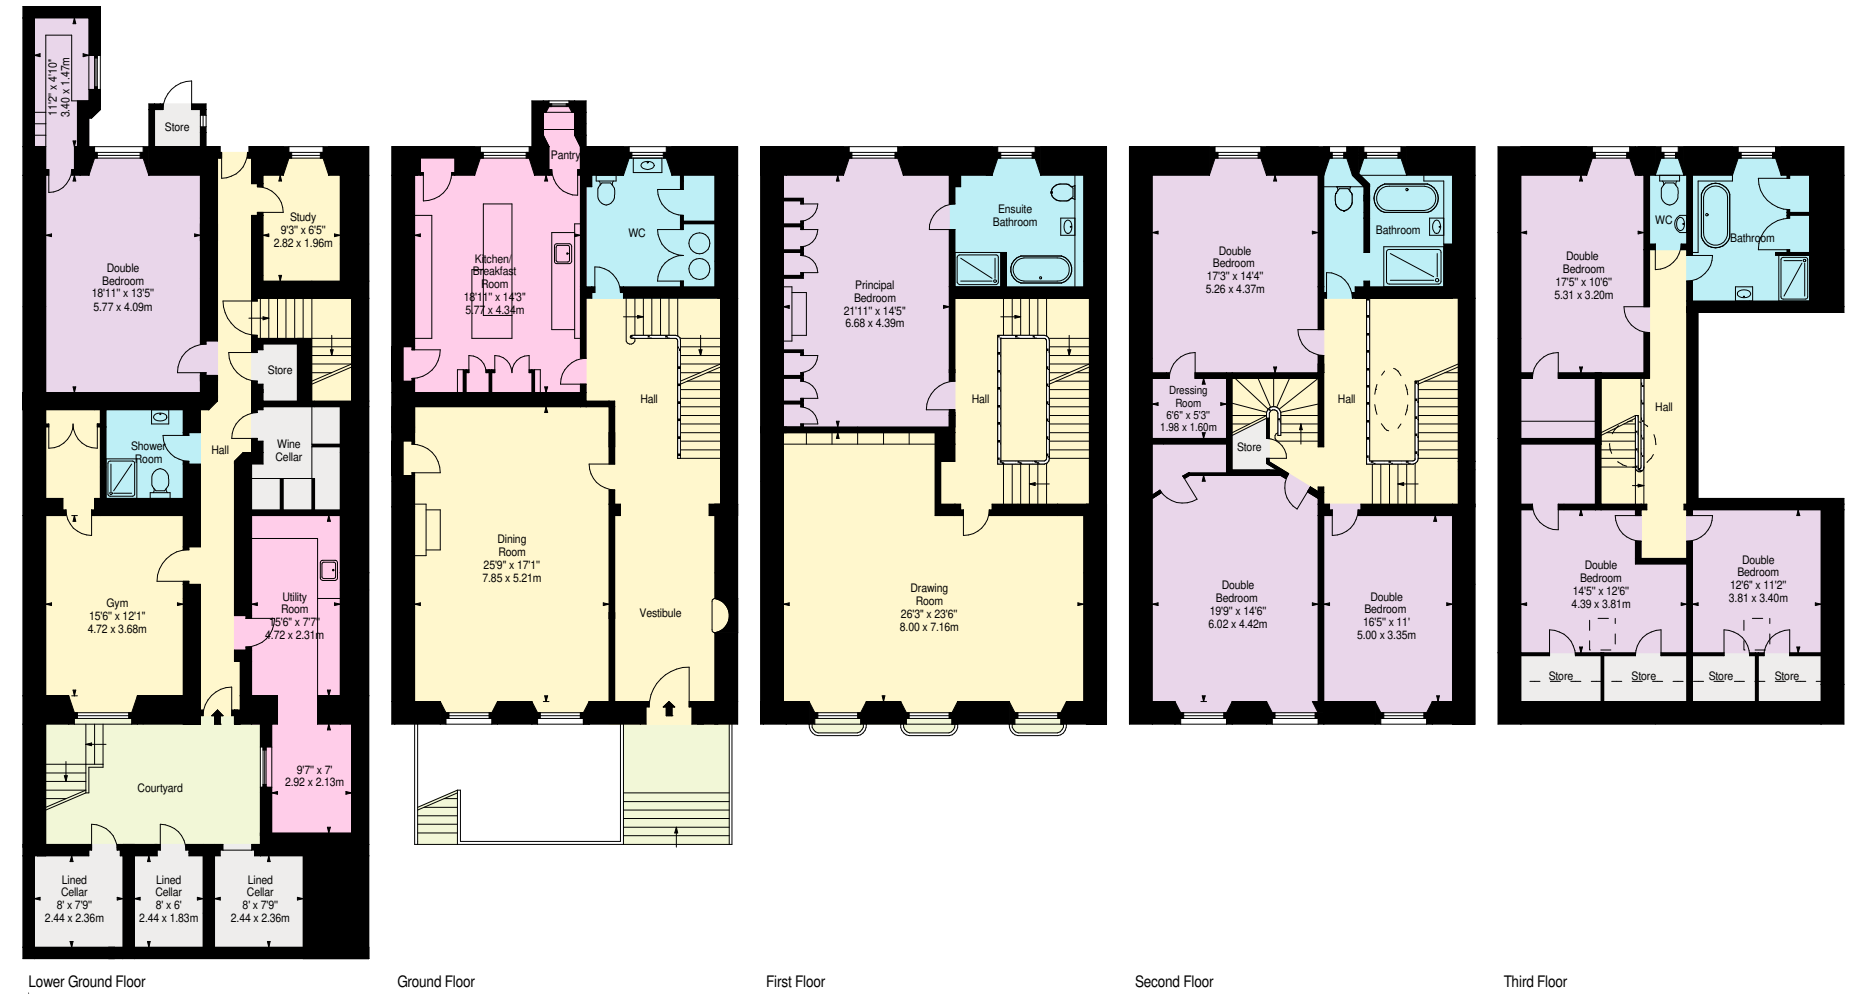 11'2" x 4'10"
3.40 x 1.47m
Store
Double
Bedroom
18'11" x 13'5"
5.77 x 4.09m
Study
9'3" x 6'5"
2.82 x 1.96m
Store
Shower
Room
Hall
Wine
Cellar
Gym
15'6" x 12'1"
4.72 x 3.68m
Utility
Room
15'6" x 7'7"
4.72 x 2.31m
Courtyard
9'7" x 7'
2.92 x 2.13m
Lined
Cellar
8' x 7'9"
2.44 x 2.36m
Lined
Cellar
8' x 6'
2.44 x 1.83m
Lined
Cellar
8' x 7'9"
2.44 x 2.36m
Lower Ground Floor
Pantry
Kitchen/
Breakfast
Room
18'11" x 14'3"
5.77 x 4.34m
WC
Hall
Dining
Room
25'9" x 17'1"
7.85 x 5.21m
Vestibule
Ground Floor
Ensuite
Bathroom
Principal
Bedroom
21'11" x 14'5"
6.68 x 4.39m
Hall
Drawing
Room
26'3" x 23'6"
8.00 x 7.16m
First Floor
Double
Bedroom
17'3" x 14'4"
5.26 x 4.37m
Bathroom
Dressing
Room
6'6" x 5'3"
1.98 x 1.60m
Hall
Store
Double
Bedroom
19'9" x 14'6"
6.02 x 4.42m
Double
Bedroom
16'5" x 11'
5.00 x 3.35m
Second Floor
WC
Bathroom
Double
Bedroom
17'5" x 10'6"
5.31 x 3.20m
Hall
Double
Bedroom
14'5" x 12'6"
4.39 x 3.81m
Double
Bedroom
12'6" x 11'2"
3.81 x 3.40m
Store
Store
Store
Store
Third Floor